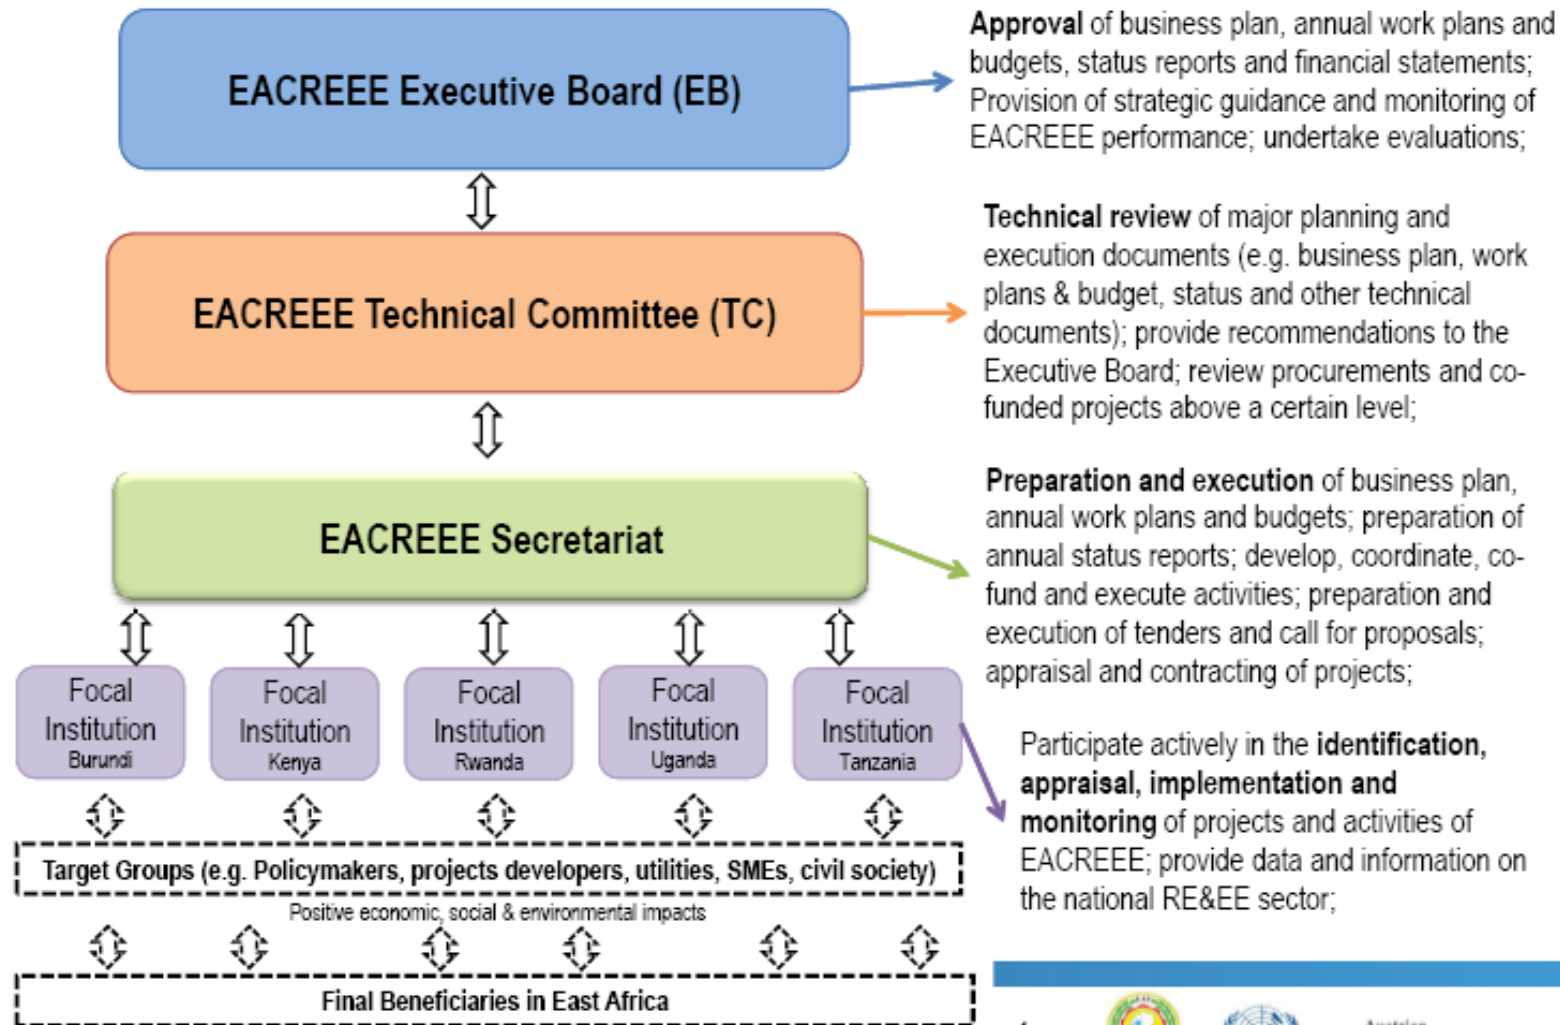 EACREEE Executive Board (EB)
Approval of business plan, annual work plans and
budgets, status reports and financial statements;
Provision of strategic guidance and monitoring of
EACREEE performance; undertake evaluations;
EACREEE Technical Committee (TC)
Technical review of major planning and
execution documents (e.g. business plan, work
plans & budget, status and other technical
documents); provide recommendations to the
Executive Board; review procurements and co-
funded projects above a certain level;
EACREEE Secretariat
Preparation and execution of business plan,
annual work plans and budgets; preparation of
annual status reports; develop, coordinate, co-
fund and execute activities; preparation and
execution of tenders and call for proposals;
appraisal and contracting of projects;
Focal
Institution
Burundi
Focal
Institution
Kenya
Focal
Institution
Rwanda
Focal
Institution
Uganda
Focal
Institution
Tanzania
Participate actively in the identification,
appraisal, implementation and
monitoring of projects and activities of
EACREEE; provide data and information on
the national RE&EE sector;
Target Groups (e.g. Policymakers, projects developers, utilities, SMEs, civil society)
Positive economic, social & environmental impacts
Final Beneficiaries in East Africa
Austrian